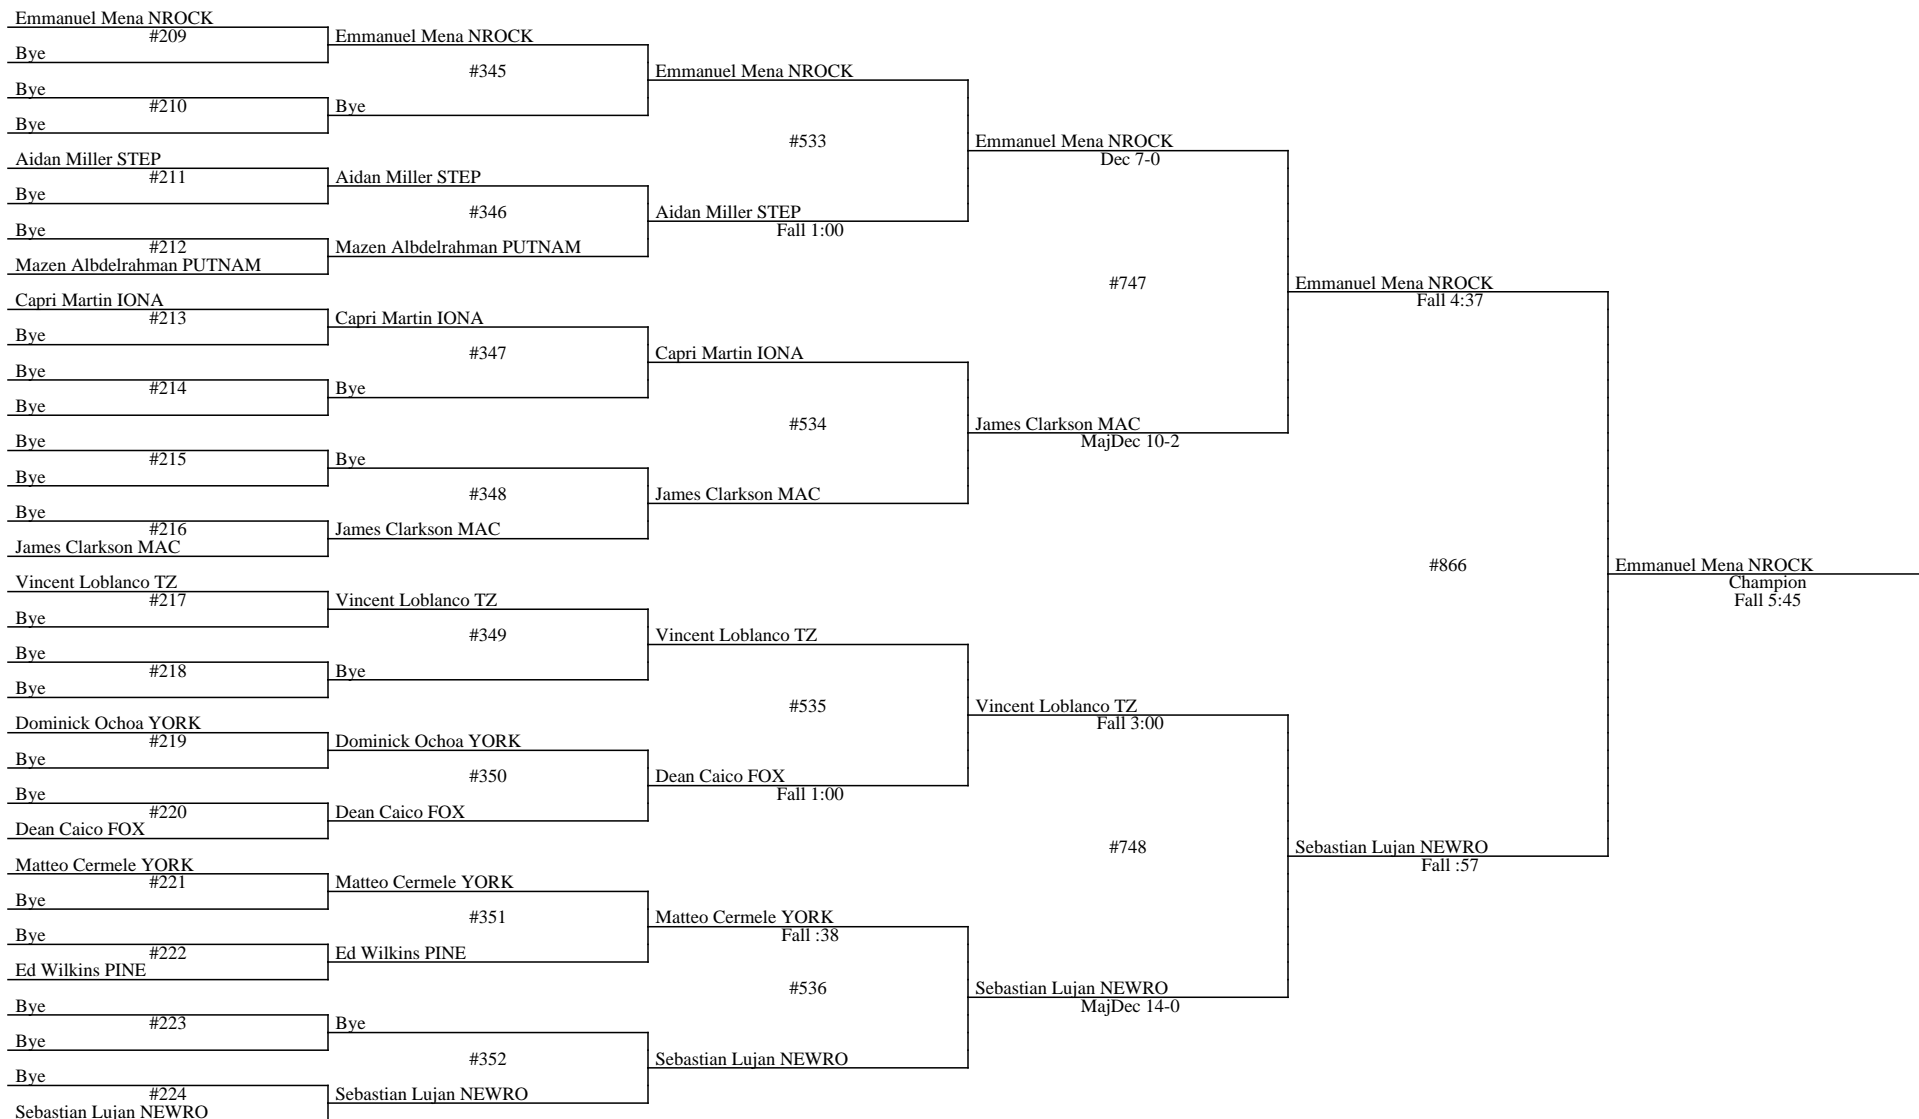 Emmanuel Mena NROCK
#209
Bye
Bye
#210
Bye
Aidan Miller STEP
#211
Bye
Bye
#212
Mazen Albdelrahman PUTNAM
Capri Martin IONA
#213
Bye
Bye
#214
Bye
Bye
#215
Bye
Bye
#216
James Clarkson MAC
Vincent Loblanco TZ
#217
Bye
Bye
#218
Bye
Dominick Ochoa YORK
#219
Bye
Bye
#220
Dean Caico FOX
Matteo Cermele YORK
#221
Bye
Bye
#222
Ed Wilkins PINE
Bye
#223
Bye
Bye
#224
Sebastian Lujan NEWRO
Emmanuel Mena NROCK
#345
Bye
Aidan Miller STEP
#346
Mazen Albdelrahman PUTNAM
Capri Martin IONA
#347
Bye
Bye
#348
James Clarkson MAC
Vincent Loblanco TZ
#349
Bye
Dominick Ochoa YORK
#350
Dean Caico FOX
Matteo Cermele YORK
#351
Ed Wilkins PINE
Bye
#352
Sebastian Lujan NEWRO
Emmanuel Mena NROCK
#533
Aidan Miller STEP
Fall 1:00
Capri Martin IONA
#534
James Clarkson MAC
Vincent Loblanco TZ
#535
Dean Caico FOX
Fall 1:00
Matteo Cermele YORK
Fall :38
#536
Sebastian Lujan NEWRO
Emmanuel Mena NROCK
Dec 7-0
#747
James Clarkson MAC
MajDec 10-2
Vincent Loblanco TZ
Fall 3:00
#748
Sebastian Lujan NEWRO
MajDec 14-0
Emmanuel Mena NROCK
Fall 4:37
#866
Sebastian Lujan NEWRO
Fall :57
Emmanuel Mena NROCK
Champion
Fall 5:45